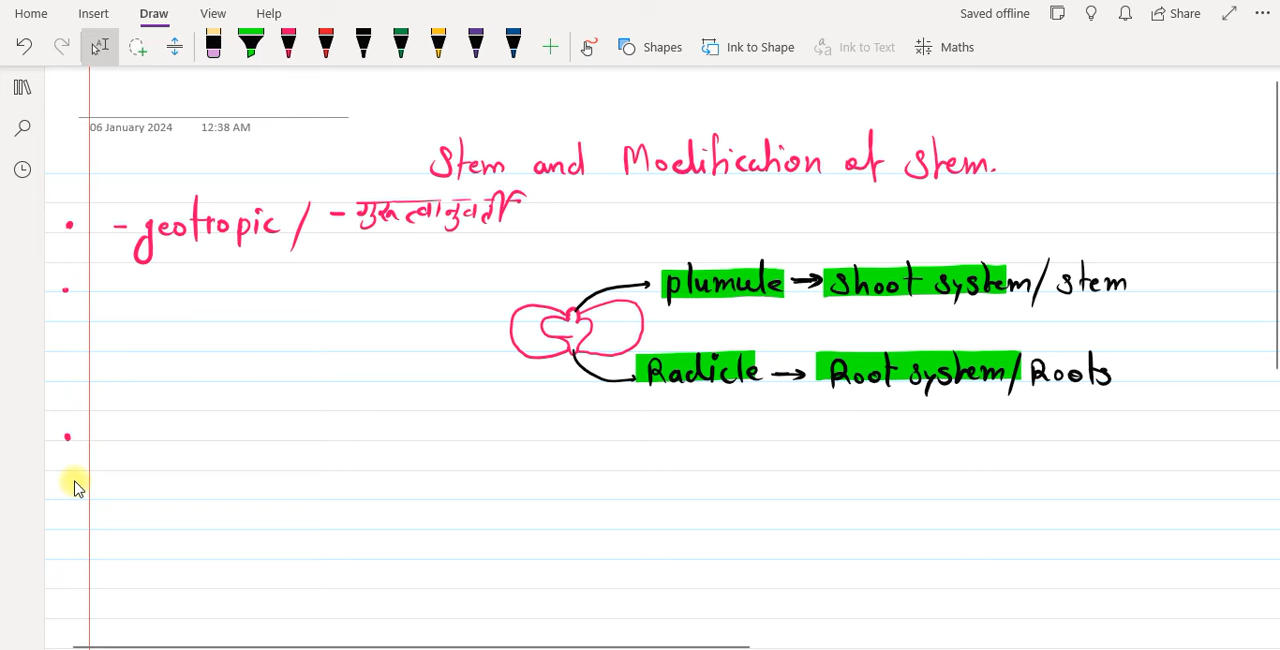 Home Insert Draw View Help Saved offline Share
Shapes Ink to Shape Ink to Text Maths
06 January 2024 12:38 AM
Stem and Modification of Stem.
• -geotropic / - गुरूत्वानुवर्ती
•
plumule → shoot system/ stem
Radicle → Root system/ Roots
•